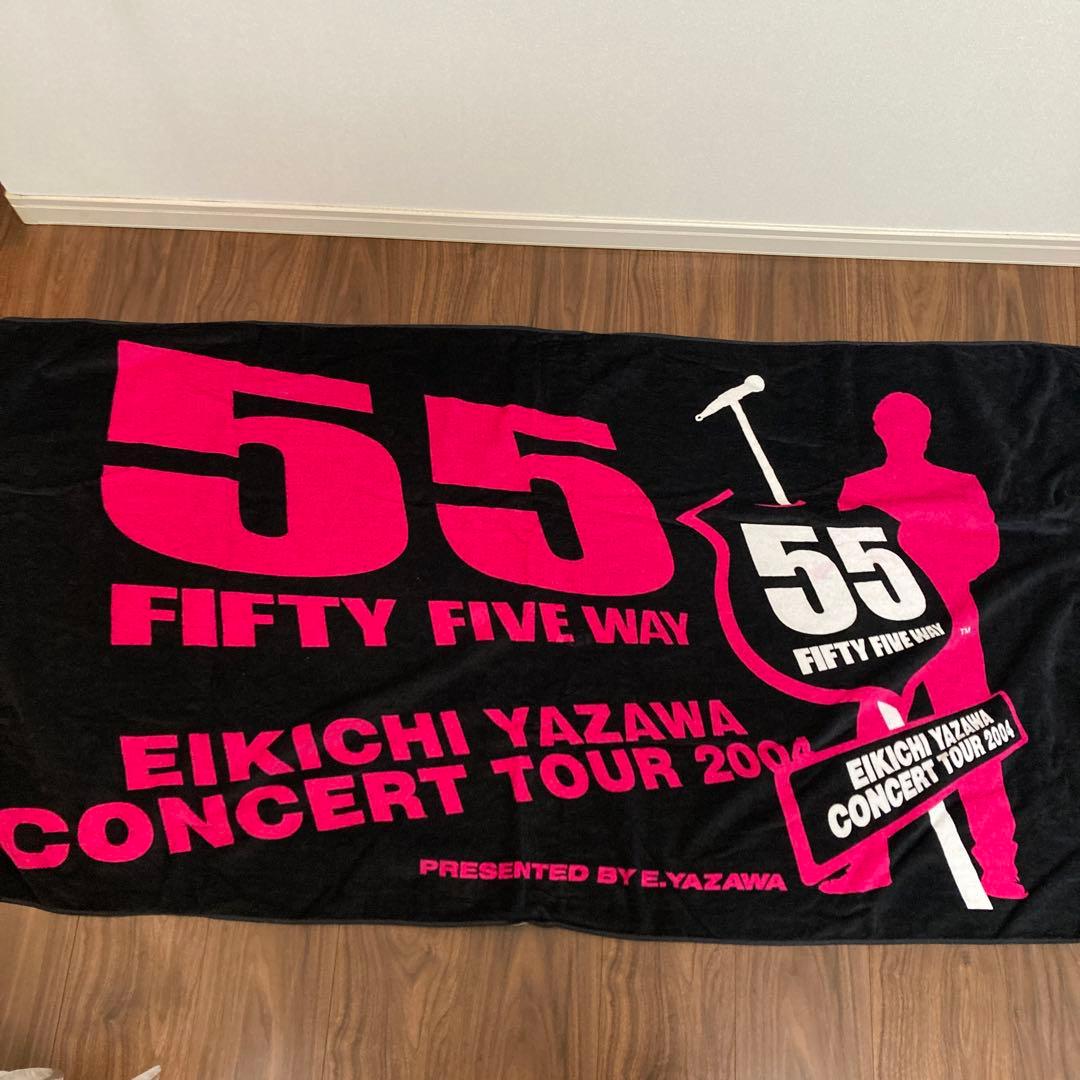 55
FIFTY FIVE WAY
EIKICHI YAZAWA
CONCERT TOUR 2004
PRESENTED BY E.YAZAWA
55
FIFTY FIVE WAY
TM
EIKICHI YAZAWA
CONCERT TOUR 2004